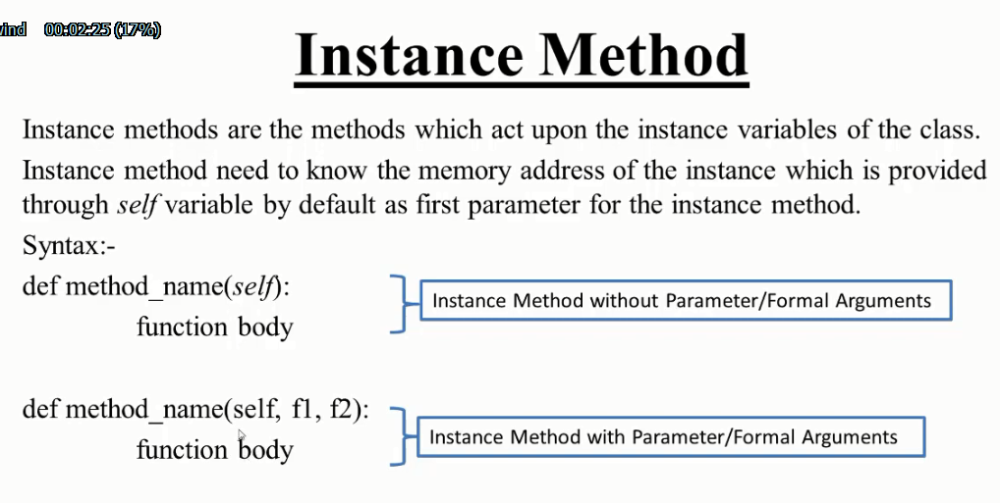 ind 00:02:25 (17%)
Instance Method
Instance methods are the methods which act upon the instance variables of the class.
Instance method need to know the memory address of the instance which is provided
through self variable by default as first parameter for the instance method.
Syntax:-
def method_name(self):
Instance Method without Parameter/Formal Arguments
function body
def method_name(self, f1, f2):
Instance Method with Parameter/Formal Arguments
function body